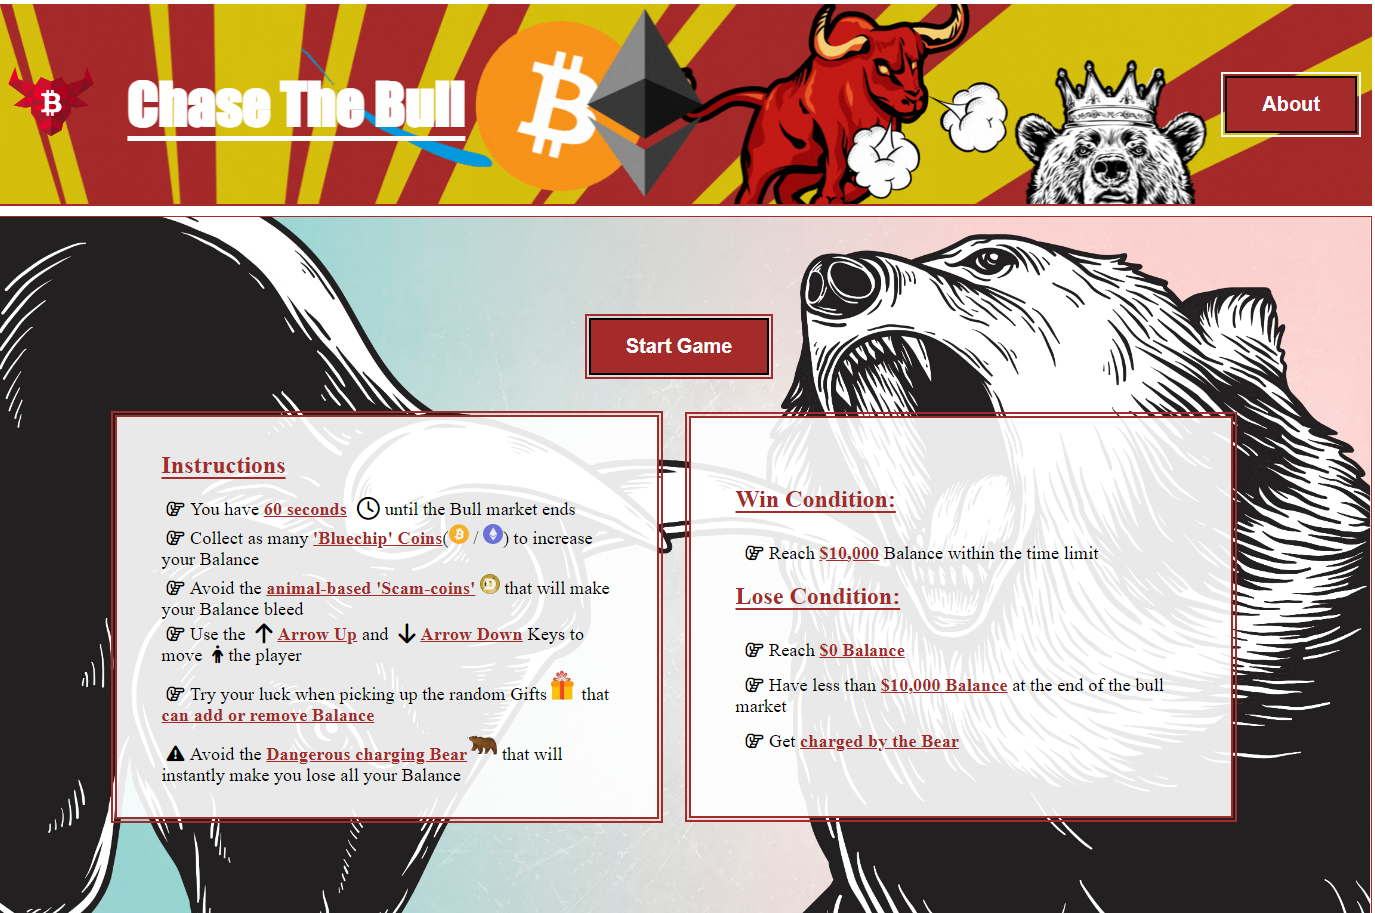 Chase The Bull
About
Start Game
Instructions
You have 60 seconds until the Bull market ends
Collect as many 'Bluechip' Coins( / ) to increase
your Balance
Avoid the animal-based 'Scam-coins' that will make
your Balance bleed
Use the Arrow Up and Arrow Down Keys to
move the player
Try your luck when picking up the random Gifts that
can add or remove Balance
Avoid the Dangerous charging Bear that will
instantly make you lose all your Balance
Win Condition:
Reach $10,000 Balance within the time limit
Lose Condition:
Reach $0 Balance
Have less than $10,000 Balance at the end of the bull
market
Get charged by the Bear